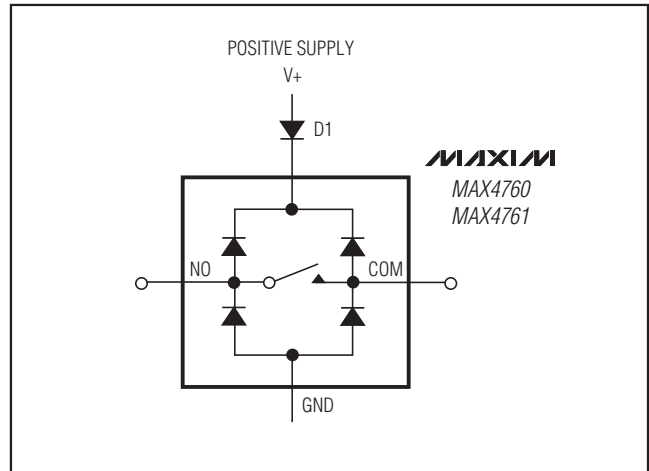 POSITIVE SUPPLY
V+
D1
MAXIM
MAX4760
MAX4761
NO
COM
GND